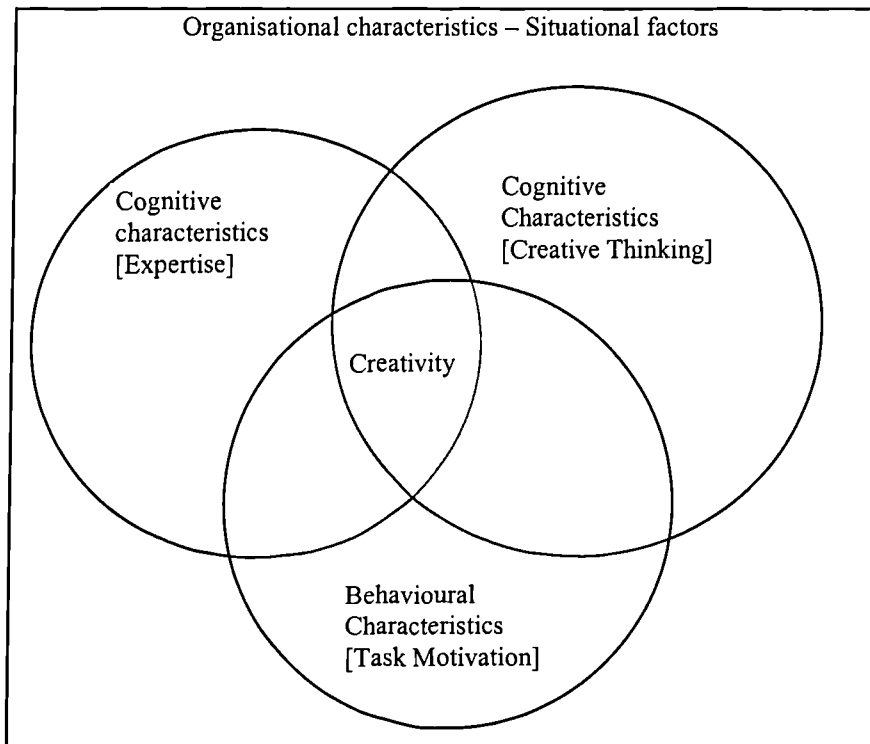 Organisational characteristics – Situational factors
Cognitive
characteristics
[Expertise]
Cognitive
Characteristics
[Creative Thinking]
Creativity
Behavioural
Characteristics
[Task Motivation]